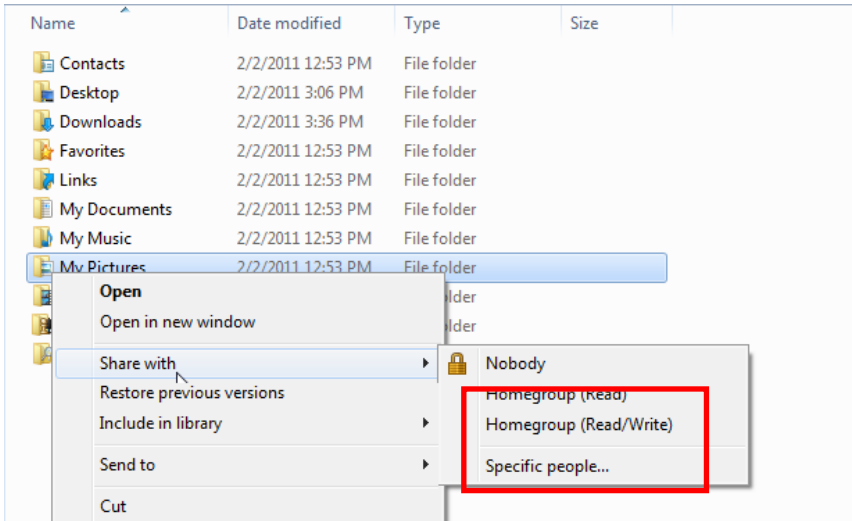 Name Date modified Type Size
Contacts 2/2/2011 12:53 PM File folder
Desktop 2/2/2011 3:06 PM File folder
Downloads 2/2/2011 3:36 PM File folder
Favorites 2/2/2011 12:53 PM File folder
Links 2/2/2011 12:53 PM File folder
My Documents 2/2/2011 12:53 PM File folder
My Music 2/2/2011 12:53 PM File folder
My Pictures 2/2/2011 12:53 PM File folder
Open
Open in new window
Share with
Nobody
Restore previous versions
Homegroup (Read)
Include in library
Homegroup (Read/Write)
Send to
Specific people...
Cut